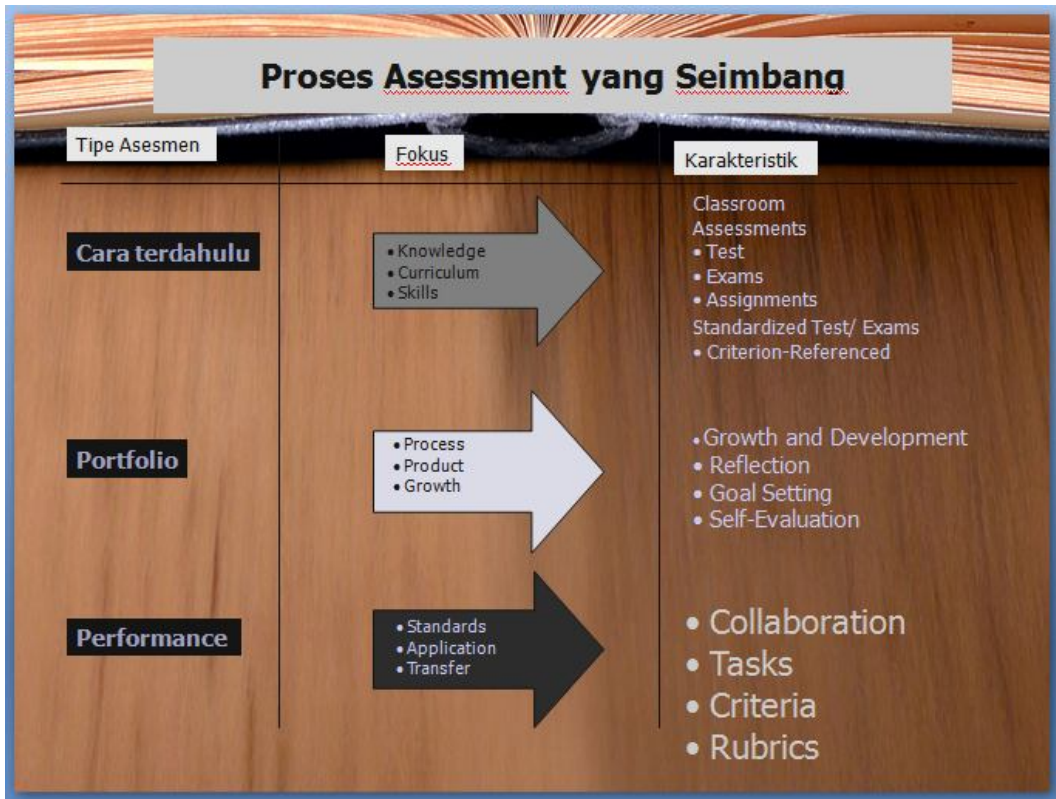 Proses Asessment yang Seimbang
Tipe Asesmen
Fokus
Karakteristik
Cara terdahulu
• Knowledge
• Curriculum
• Skills
Classroom
Assessments
• Test
• Exams
• Assignments
Standardized Test/ Exams
• Criterion-Referenced
Portfolio
• Process
• Product
• Growth
• Growth and Development
• Reflection
• Goal Setting
• Self-Evaluation
Performance
• Standards
• Application
• Transfer
• Collaboration
• Tasks
• Criteria
• Rubrics